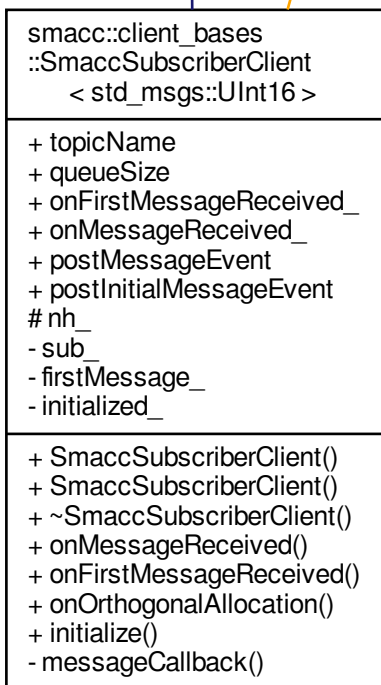 smacc::client_bases
::SmaccSubscriberClient
< std_msgs::UInt16 >
+ topicName
+ queueSize
+ onFirstMessageReceived_
+ onMessageReceived_
+ postMessageEvent
+ postInitialMessageEvent
# nh_
- sub_
- firstMessage_
- initialized_
+ SmaccSubscriberClient()
+ SmaccSubscriberClient()
+ ~SmaccSubscriberClient()
+ onMessageReceived()
+ onFirstMessageReceived()
+ onOrthogonalAllocation()
+ initialize()
- messageCallback()